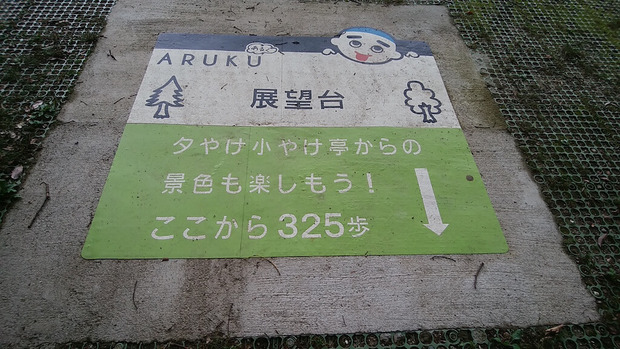 ARUKU
展望台
夕やけ小やけ亭からの
景色も楽しもう！
ここから325歩